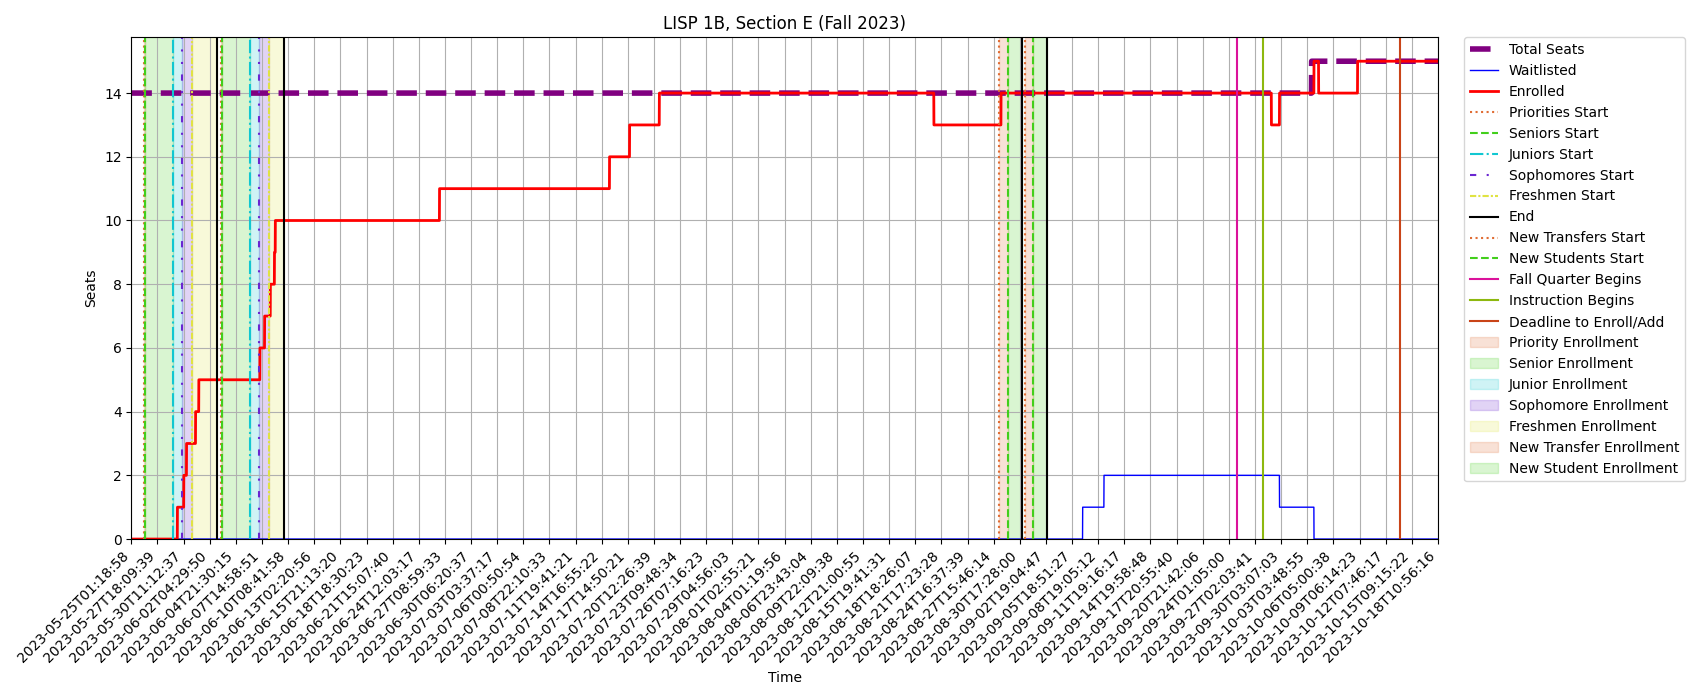 LISP 1B, Section E (Fall 2023)
Seats
14
12
10
8
6
4
2
0
2023-05-25T01:18:58
2023-05-27T18:09:39
2023-05-30T11:12:37
2023-06-02T04:29:50
2023-06-04T21:30:15
2023-06-07T14:58:51
2023-06-10T08:41:58
2023-06-13T02:20:56
2023-06-15T21:13:20
2023-06-18T18:30:23
2023-06-21T15:07:40
2023-06-24T12:03:17
2023-06-27T08:59:33
2023-06-30T06:20:37
2023-07-03T03:37:17
2023-07-06T00:50:54
2023-07-08T22:10:33
2023-07-11T19:41:21
2023-07-14T16:55:22
2023-07-17T14:50:21
2023-07-20T12:26:39
2023-07-23T09:48:34
2023-07-26T07:16:23
2023-07-29T04:56:03
2023-08-01T02:55:21
2023-08-04T01:19:56
2023-08-06T23:43:04
2023-08-09T22:09:38
2023-08-12T21:00:55
2023-08-15T19:41:31
2023-08-18T18:26:07
2023-08-21T17:23:28
2023-08-24T16:37:39
2023-08-27T15:46:14
2023-08-30T17:28:00
2023-09-02T19:04:47
2023-09-05T18:51:27
2023-09-08T19:05:12
2023-09-11T19:16:17
2023-09-14T19:58:48
2023-09-17T20:55:40
2023-09-20T21:42:06
2023-09-24T01:05:00
2023-09-27T02:03:41
2023-09-30T03:07:03
2023-10-03T03:48:55
2023-10-06T05:00:38
2023-10-09T06:14:23
2023-10-12T07:46:17
2023-10-15T09:15:22
2023-10-18T10:56:16
Time
Total Seats
Waitlisted
Enrolled
Priorities Start
Seniors Start
Juniors Start
Sophomores Start
Freshmen Start
End
New Transfers Start
New Students Start
Fall Quarter Begins
Instruction Begins
Deadline to Enroll/Add
Priority Enrollment
Senior Enrollment
Junior Enrollment
Sophomore Enrollment
Freshmen Enrollment
New Transfer Enrollment
New Student Enrollment